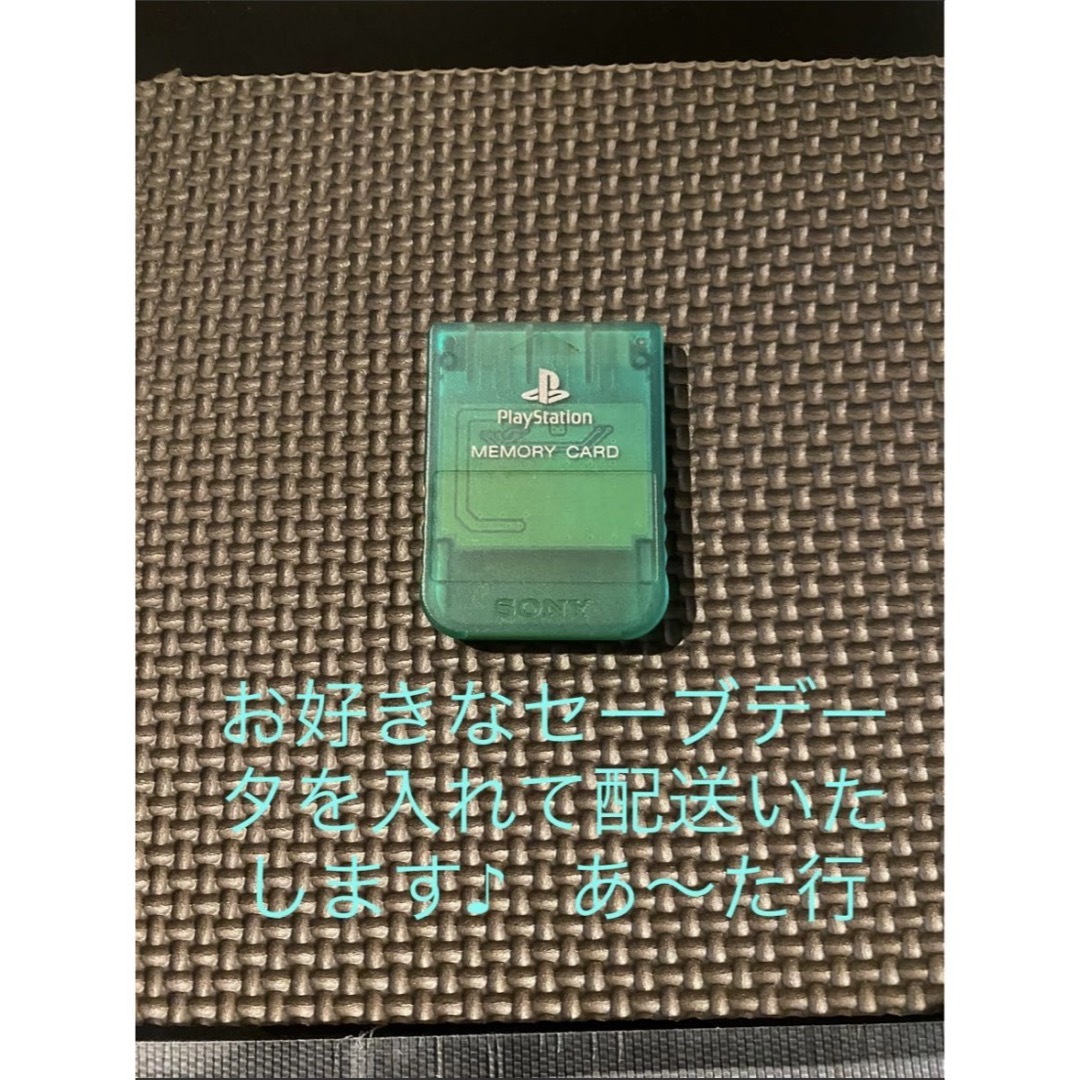 PlayStation
MEMORY CARD
SONY
お好きなセーブデー
タを入れて配送いた
します♪ あ～た行